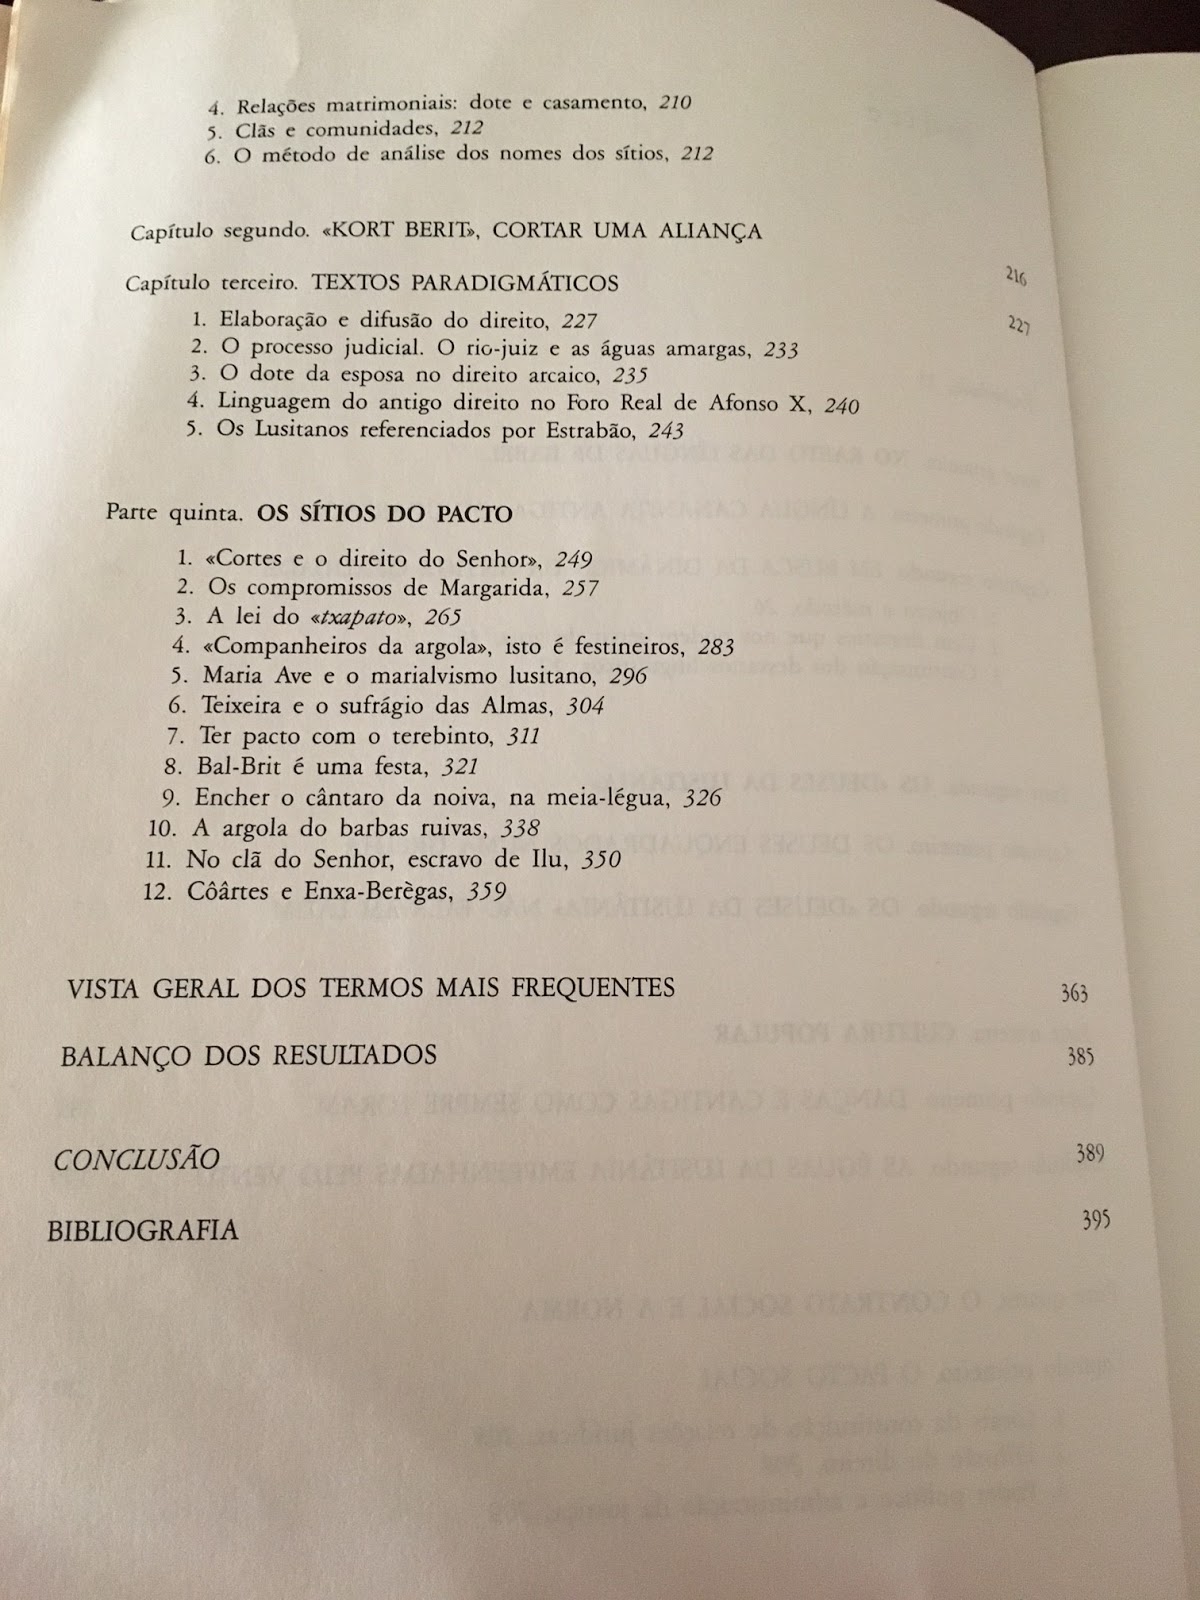 4. Relações matrimoniais: dote e casamento, 210
5. Clãs e comunidades, 212
6. O método de análise dos nomes dos sítios, 212
Capítulo segundo. «KORT BERIT», CORTAR UMA ALIANÇA 216
Capítulo terceiro. TEXTOS PARADIGMÁTICOS 227
1. Elaboração e difusão do direito, 227
2. O processo judicial. O rio-juiz e as águas amargas, 233
3. O dote da esposa no direito arcaico, 235
4. Linguagem do antigo direito no Foro Real de Afonso X, 240
5. Os Lusitanos referenciados por Estrabão, 243
Parte quinta. OS SÍTIOS DO PACTO
1. «Cortes e o direito do Senhor», 249
2. Os compromissos de Margarida, 257
3. A lei do «txapato», 265
4. «Companheiros da argola», isto é festineiros, 283
5. Maria Ave e o marialvismo lusitano, 296
6. Teixeira e o sufrágio das Almas, 304
7. Ter pacto com o terebinto, 311
8. Bal-Brit é uma festa, 321
9. Encher o cântaro da noiva, na meia-légua, 326
10. A argola do barbas ruivas, 338
11. No clã do Senhor, escravo de Ilu, 350
12. Côârtes e Enxa-Berègas, 359
VISTA GERAL DOS TERMOS MAIS FREQUENTES 363
BALANÇO DOS RESULTADOS 385
CONCLUSÃO 389
BIBLIOGRAFIA 395